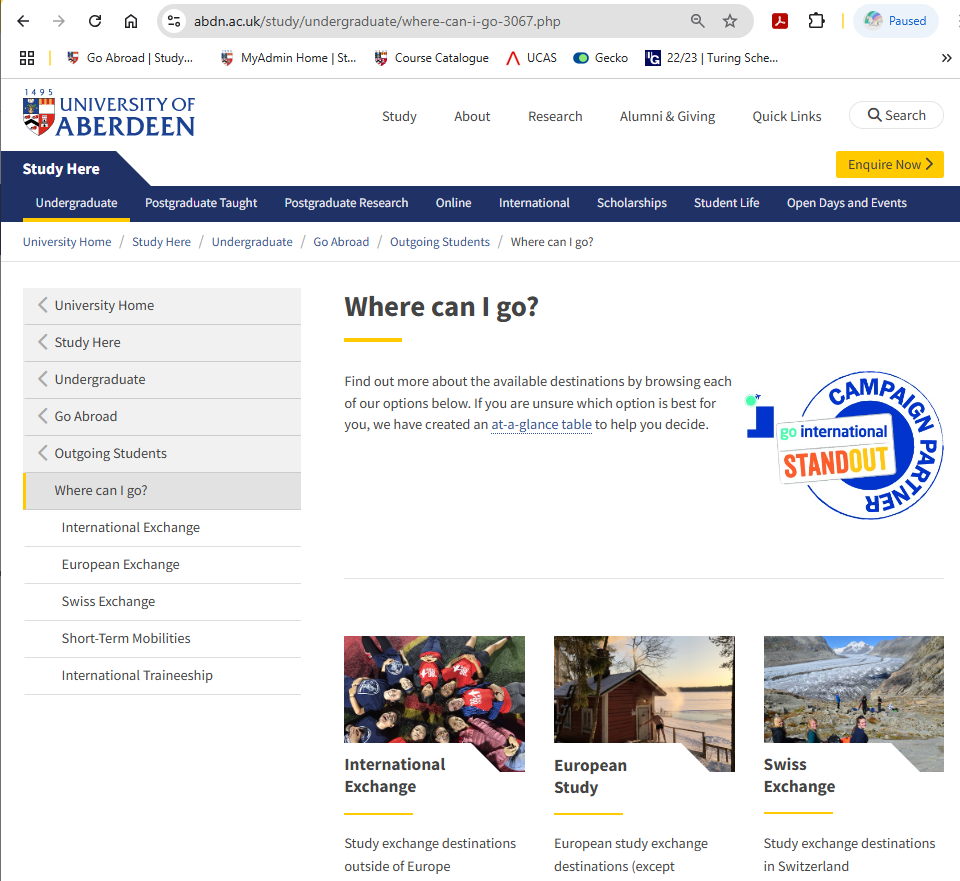 abdn.ac.uk/study/undergraduate/where-can-i-go-3067.php
Paused
Go Abroad | Study...
MyAdmin Home | St...
Course Catalogue
UCAS
Gecko
22/23 | Turing Sche...
1495
UNIVERSITY OF
ABERDEEN
Study
About
Research
Alumni & Giving
Quick Links
Search
Study Here
Enquire Now
Undergraduate
Postgraduate Taught
Postgraduate Research
Online
International
Scholarships
Student Life
Open Days and Events
University Home / Study Here / Undergraduate / Go Abroad / Outgoing Students / Where can I go?
University Home
Study Here
Undergraduate
Go Abroad
Outgoing Students
Where can I go?
International Exchange
European Exchange
Swiss Exchange
Short-Term Mobilities
International Traineeship
Where can I go?
Find out more about the available destinations by browsing each
of our options below. If you are unsure which option is best for
you, we have created an at-a-glance table to help you decide.
CAMPAIGN PARTNER
go international
STANDOUT
International
Exchange
Study exchange destinations
outside of Europe
European
Study
European study exchange
destinations (except
Swiss
Exchange
Study exchange destinations
in Switzerland